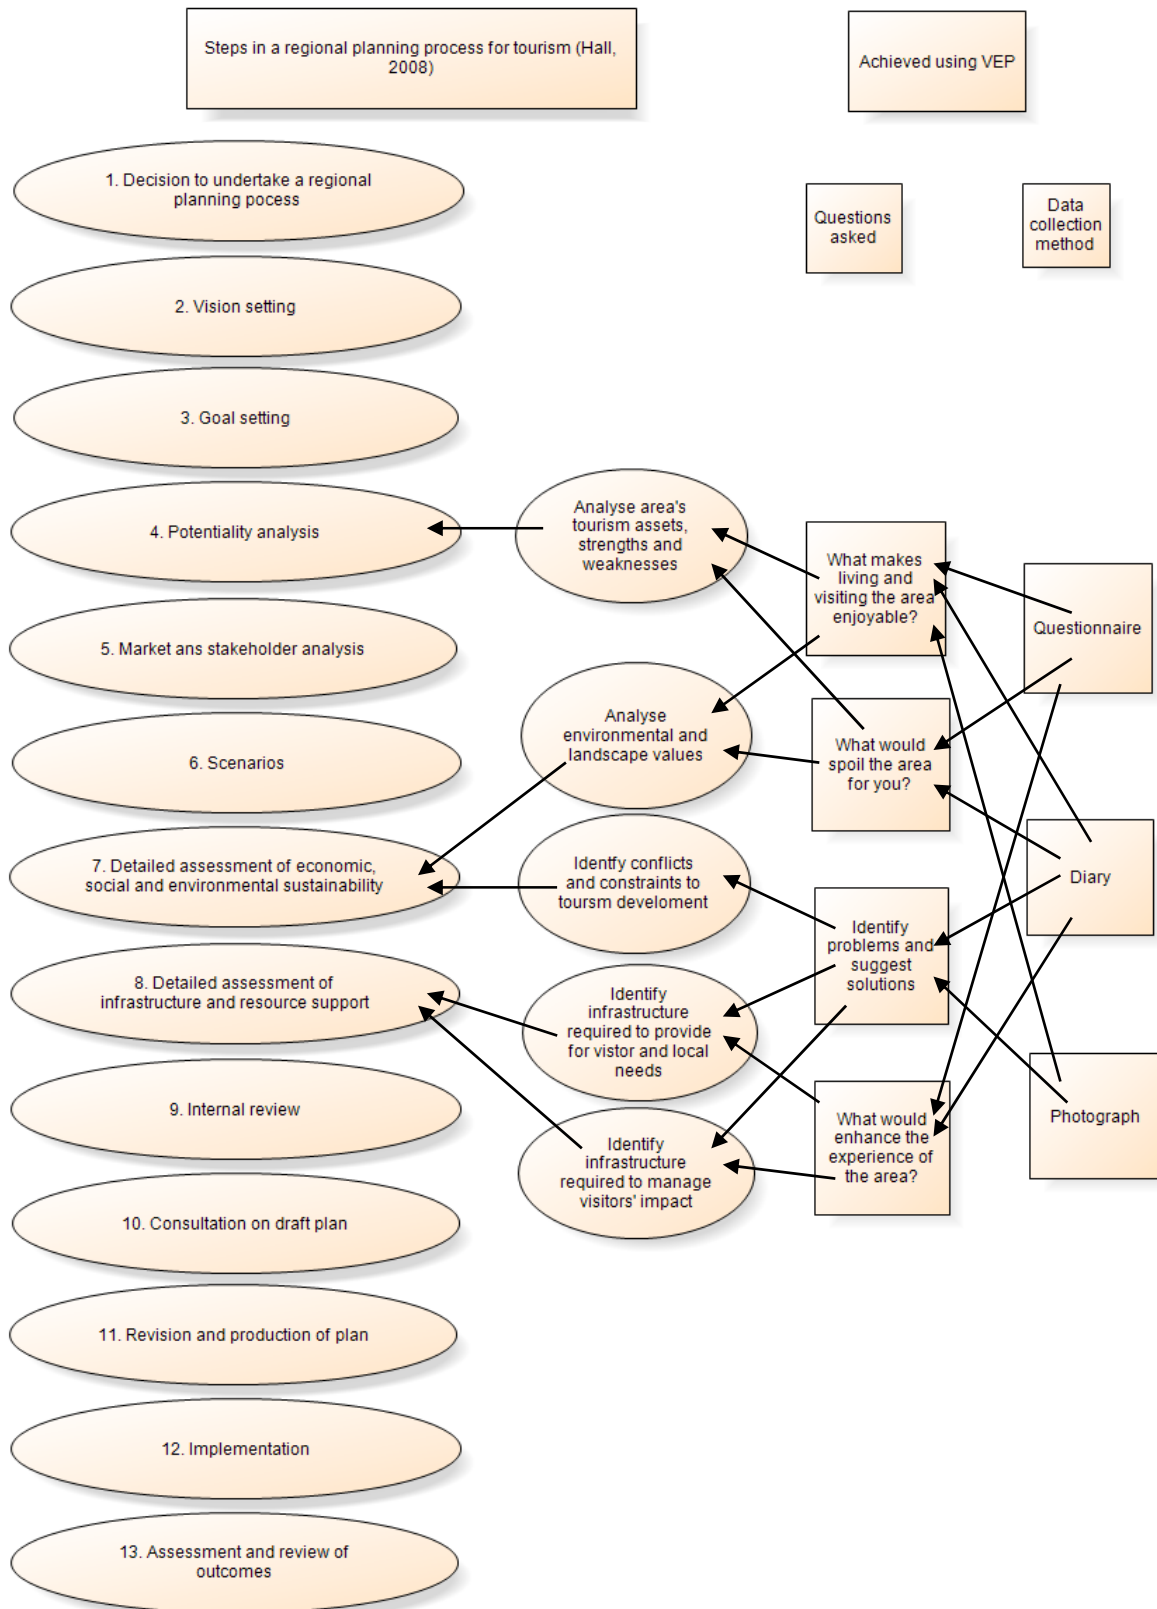 Steps in a regional planning process for tourism (Hall,
2008)
Achieved using VEP
1. Decision to undertake a regional
planning pocess
Questions
asked
Data
collection
method
2. Vision setting
3. Goal setting
4. Potentiality analysis
Analyse area's
tourism assets,
strengths and
weaknesses
What makes
living and
visiting the area
enjoyable?
Questionnaire
5. Market ans stakeholder analysis
6. Scenarios
Analyse
environmental and
landscape values
What would
spoil the area
for you?
7. Detailed assessment of economic,
social and environmental sustainability
Identfy conflicts
and constraints to
toursm develoment
Diary
8. Detailed assessment of
infrastructure and resource support
Identify
problems and
suggest
solutions
Identify
infrastructure
required to provide
for vistor and local
needs
9. Internal review
What would
enhance the
experience of
the area?
Photograph
Identify
infrastructure
required to manage
visitors' impact
10. Consultation on draft plan
11. Revision and production of plan
12. Implementation
13. Assessment and review of
outcomes